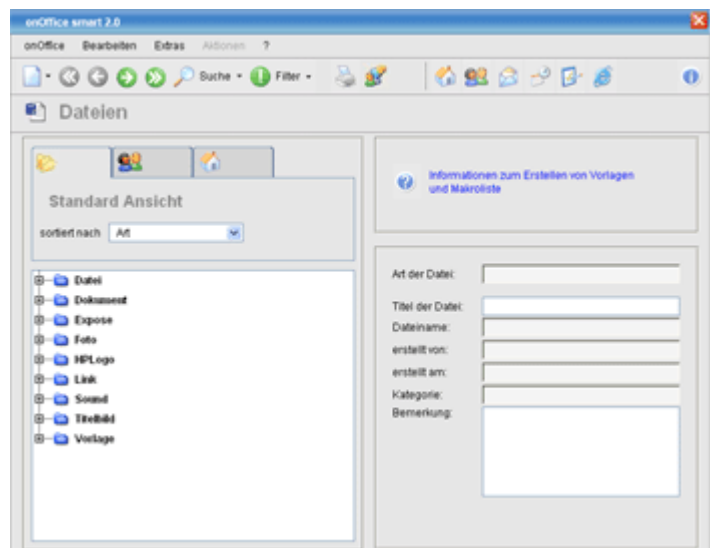 onOffice smart 2.0
onOffice Bearbeiten Extras Aktionen ?
Suche Filter
Dateien
Standard Ansicht
sortiert nach Art
Datei
Dokument
Expose
Foto
HPLogo
Link
Sound
Titelbild
Vorlage
Informationen zum Erstellen von Vorlagen
und Makroliste
Art der Datei:
Titel der Datei:
Dateiname:
erstellt von:
erstellt am:
Kategorie:
Bemerkung: